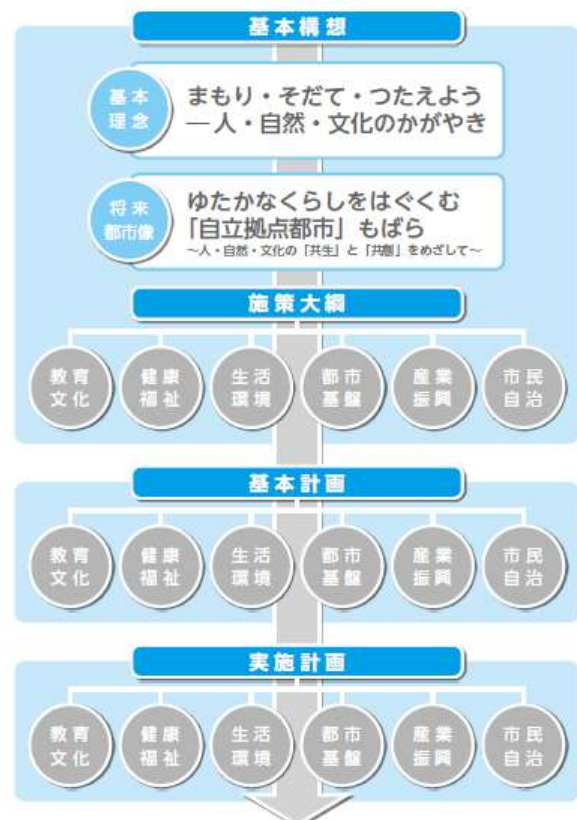 基本構想
基本
理念
まもり・そだて・つたえよう
―人・自然・文化のかがやき
将来
都市像
ゆたかなくらしをはぐくむ
「自立拠点都市」もばら
~人・自然・文化の「共生」と「共創」をめざして~
施策大綱
教育
文化
健康
福祉
生活
環境
都市
基盤
産業
振興
市民
自治
基本計画
教育
文化
健康
福祉
生活
環境
都市
基盤
産業
振興
市民
自治
実施計画
教育
文化
健康
福祉
生活
環境
都市
基盤
産業
振興
市民
自治